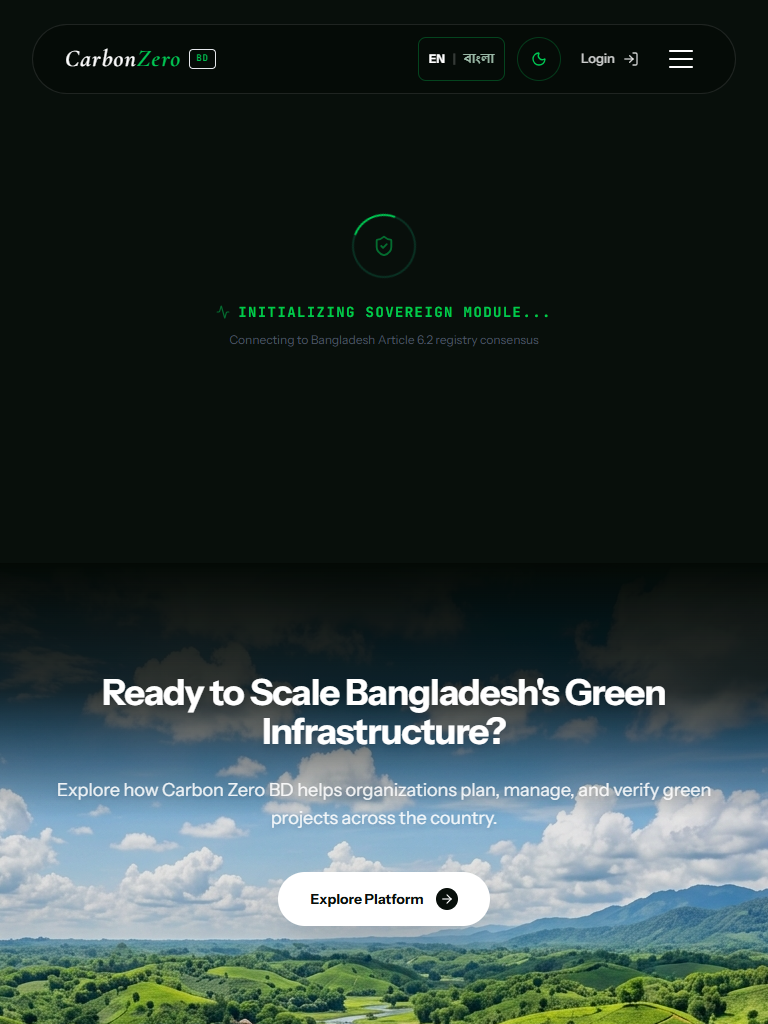 CarbonZero BD
EN | বাংলা
Login
INITIALIZING SOVEREIGN MODULE...
Connecting to Bangladesh Article 6.2 registry consensus
Ready to Scale Bangladesh's Green
Infrastructure?
Explore how Carbon Zero BD helps organizations plan, manage, and verify green
projects across the country.
Explore Platform